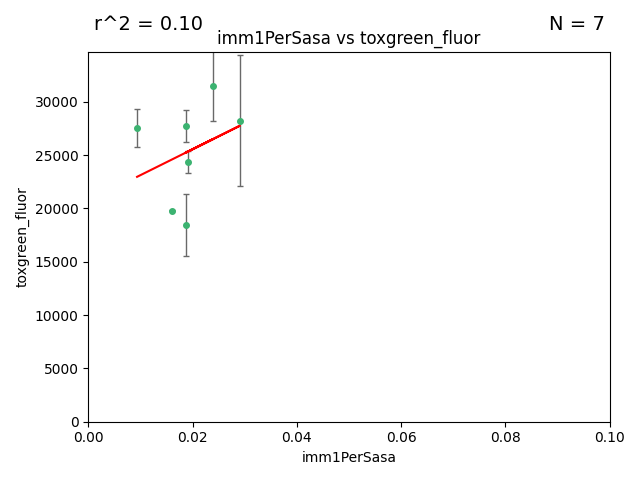 r^2 = 0.10
N = 7
imm1PerSasa vs toxgreen_fluor
30000
25000
20000
15000
10000
5000
0
toxgreen_fluor
0.00
0.02
0.04
0.06
0.08
0.10
imm1PerSasa